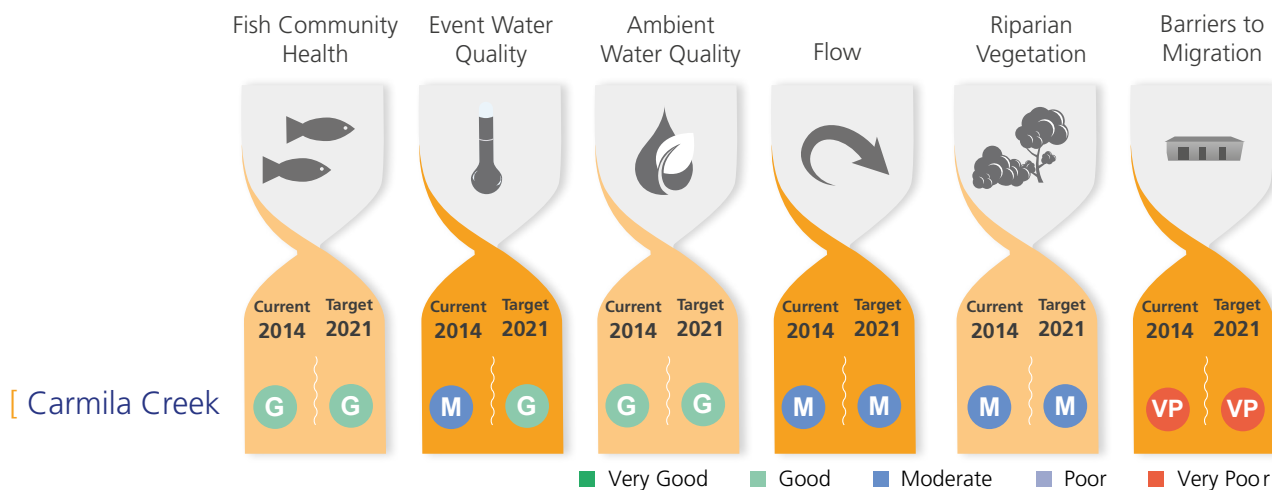 Fish Community
Health
Event Water
Quality
Ambient
Water Quality
Flow
Riparian
Vegetation
Barriers to
Migration
Current Target
2014 2021
Current Target
2014 2021
Current Target
2014 2021
Current Target
2014 2021
Current Target
2014 2021
Current Target
2014 2021
[ Carmila Creek G G M G G G M M M M VP VP
Very Good Good Moderate Poor Very Poor